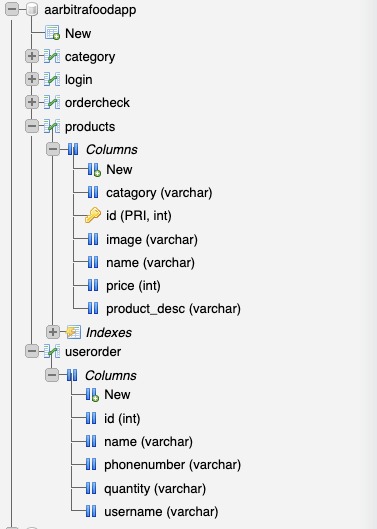 aarbitrafoodapp
New
category
login
ordercheck
products
Columns
New
catagory (varchar)
id (PRI, int)
image (varchar)
name (varchar)
price (int)
product_desc (varchar)
Indexes
userorder
Columns
New
id (int)
name (varchar)
phonenumber (varchar)
quantity (varchar)
username (varchar)